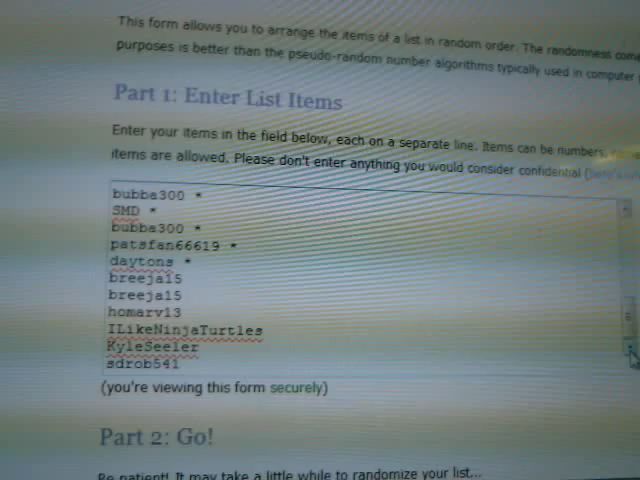 This form allows you to arrange the items of a list in random order. The randomness
purposes is better than the pseudo-random number algorithms typically used in computer
Part 1: Enter List Items
Enter your items in the field below, each on a separate line. Items can be numbers,
items are allowed. Please don't enter anything you would consider confidential
bubba300 *
SMD *
bubba300 *
patsfan66619 *
daytona *
breeja15
breeja15
homarv13
ILikeNinjaTurtles
KyleSeeler
sdrob541
(you're viewing this form securely)
Part 2: Go!
Be patient! It may take a little while to randomize your list...